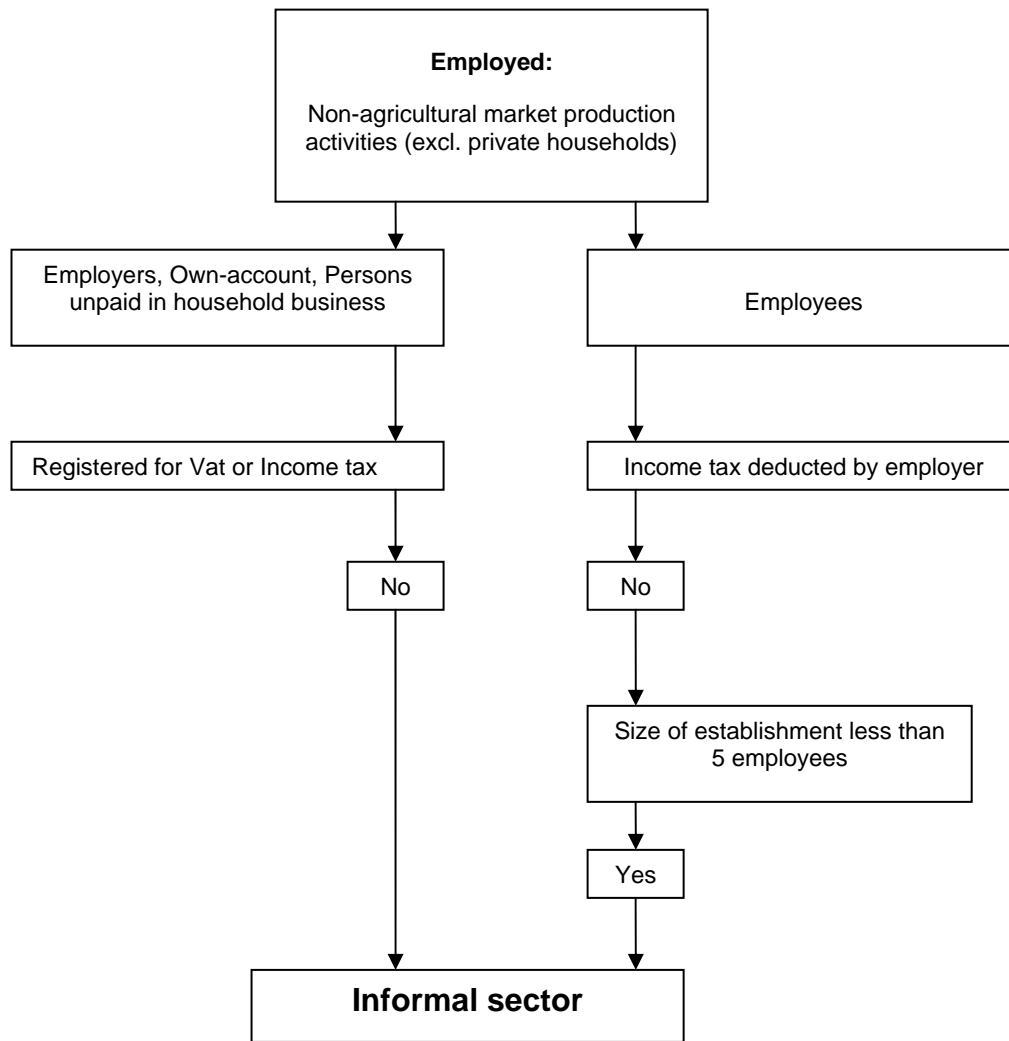 Employed:
Non-agricultural market production
activities (excl. private households)
Employers, Own-account, Persons
unpaid in household business
Employees
Registered for Vat or Income tax
Income tax deducted by employer
No
No
Size of establishment less than
5 employees
Yes
Informal sector